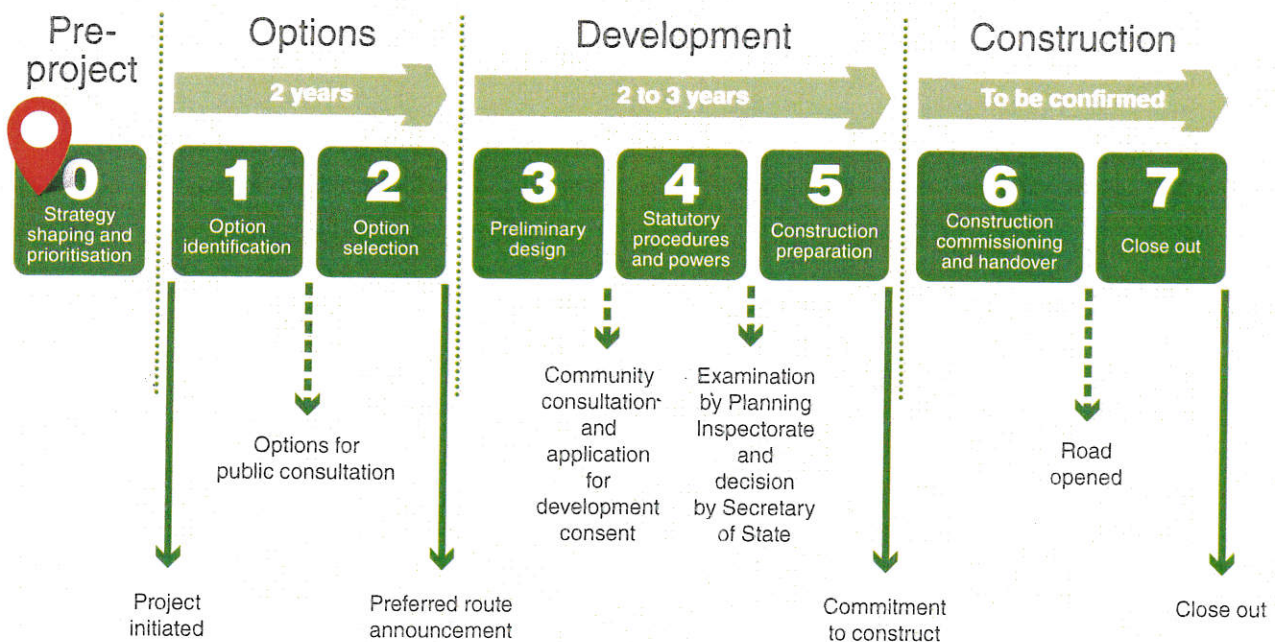 Pre-
project
Options
Development
Construction
2 years
2 to 3 years
To be confirmed
0
Strategy
shaping and
prioritisation
1
Option
identification
2
Option
selection
3
Preliminary
design
4
Statutory
procedures
and powers
5
Construction
preparation
6
Construction
commissioning
and handover
7
Close out
Options for
public consultation
Community
consultation
and
application
for
development
consent
Examination
by Planning
Inspectorate
and
decision
by Secretary
of State
Road
opened
Project
initiated
Preferred route
announcement
Commitment
to construct
Close out